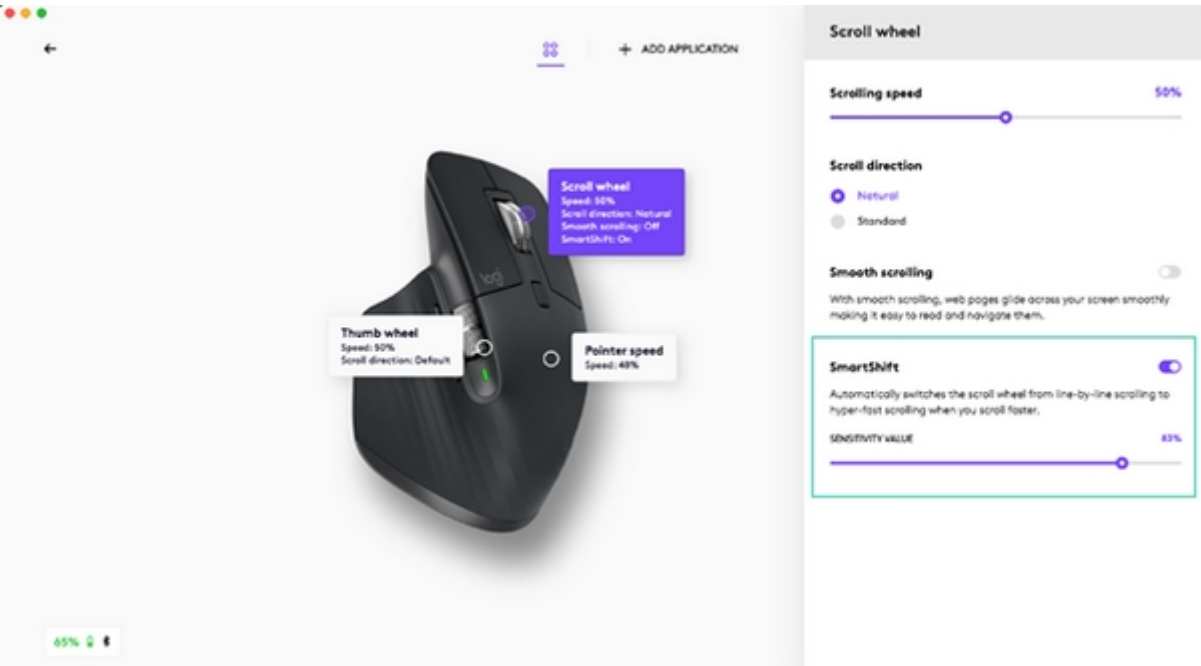 ADD APPLICATION
Scroll wheel
Speed: 50%
Scroll direction: Natural
Smooth scrolling: Off
SmartShift: On
logi
Thumb wheel
Speed: 50%
Scroll direction: Default
Pointer speed
Speed: 48%
65%
Scroll wheel
Scrolling speed
50%
Scroll direction
Natural
Standard
Smooth scrolling
With smooth scrolling, web pages glide across your screen smoothly
making it easy to read and navigate them.
SmartShift
Automatically switches the scroll wheel from line-by-line scrolling to
hyper-fast scrolling when you scroll faster.
SENSITIVITY VALUE
83%